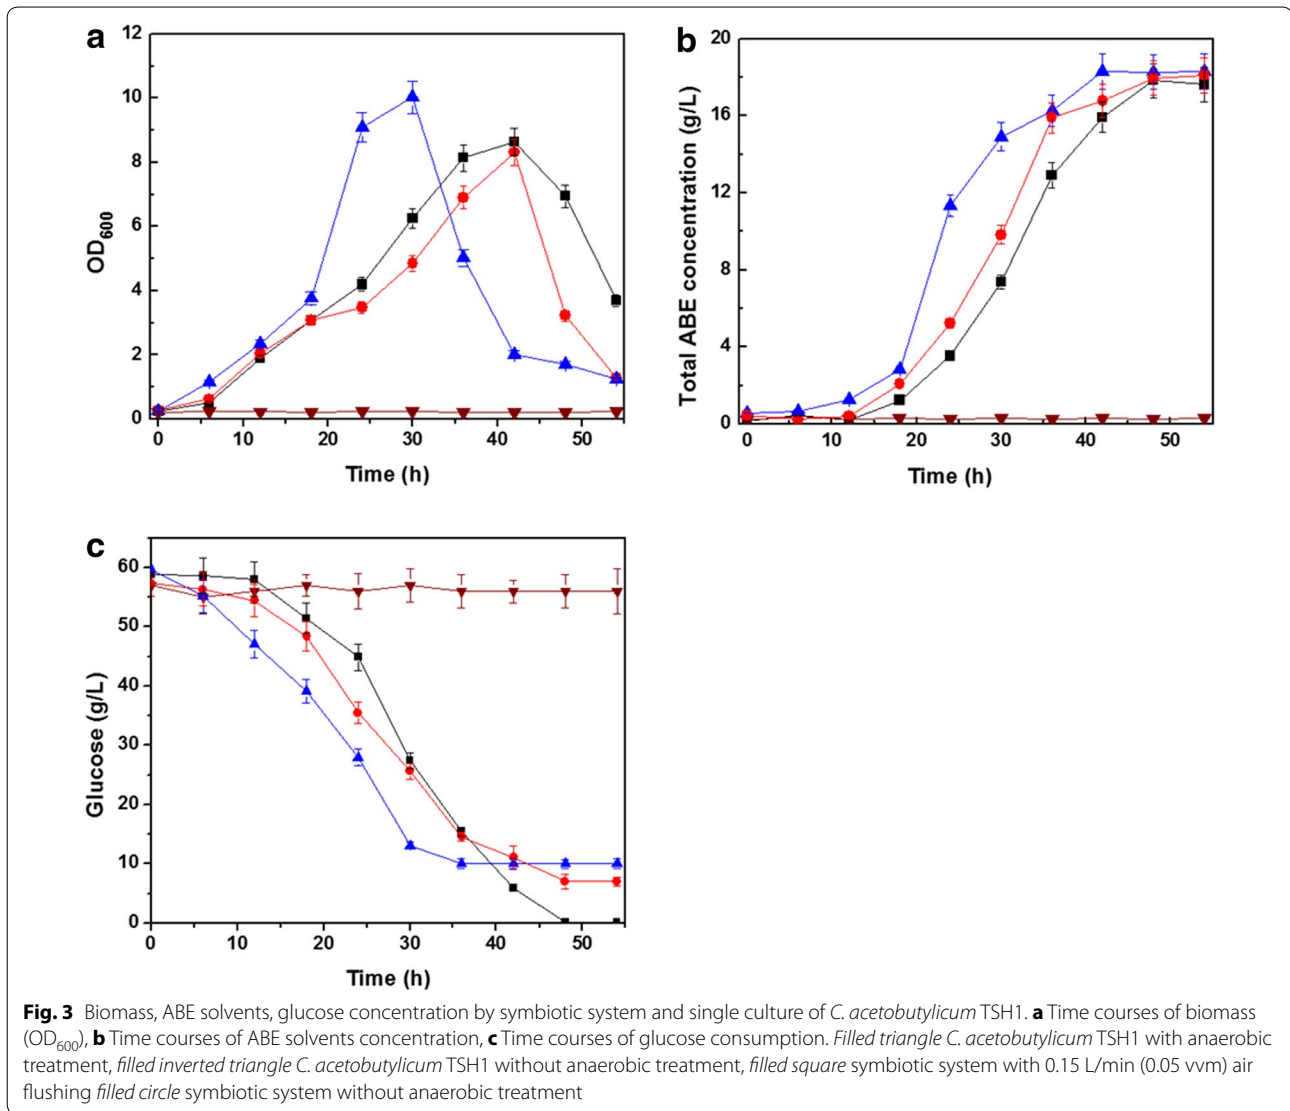 a
12
10
8
6
4
2
0
OD600
0 10 20 30 40 50
Time (h)
b
20
16
12
8
4
0
Total ABE concentration (g/L)
0 10 20 30 40 50
Time (h)
c
60
50
40
30
20
10
0
Glucose (g/L)
0 10 20 30 40 50
Time (h)
Fig. 3 Biomass, ABE solvents, glucose concentration by symbiotic system and single culture of C. acetobutylicum TSH1. a Time courses of biomass
(OD600), b Time courses of ABE solvents concentration, c Time courses of glucose consumption. Filled triangle C. acetobutylicum TSH1 with anaerobic
treatment, filled inverted triangle C. acetobutylicum TSH1 without anaerobic treatment, filled square symbiotic system with 0.15 L/min (0.05 vvm) air
flushing filled circle symbiotic system without anaerobic treatment